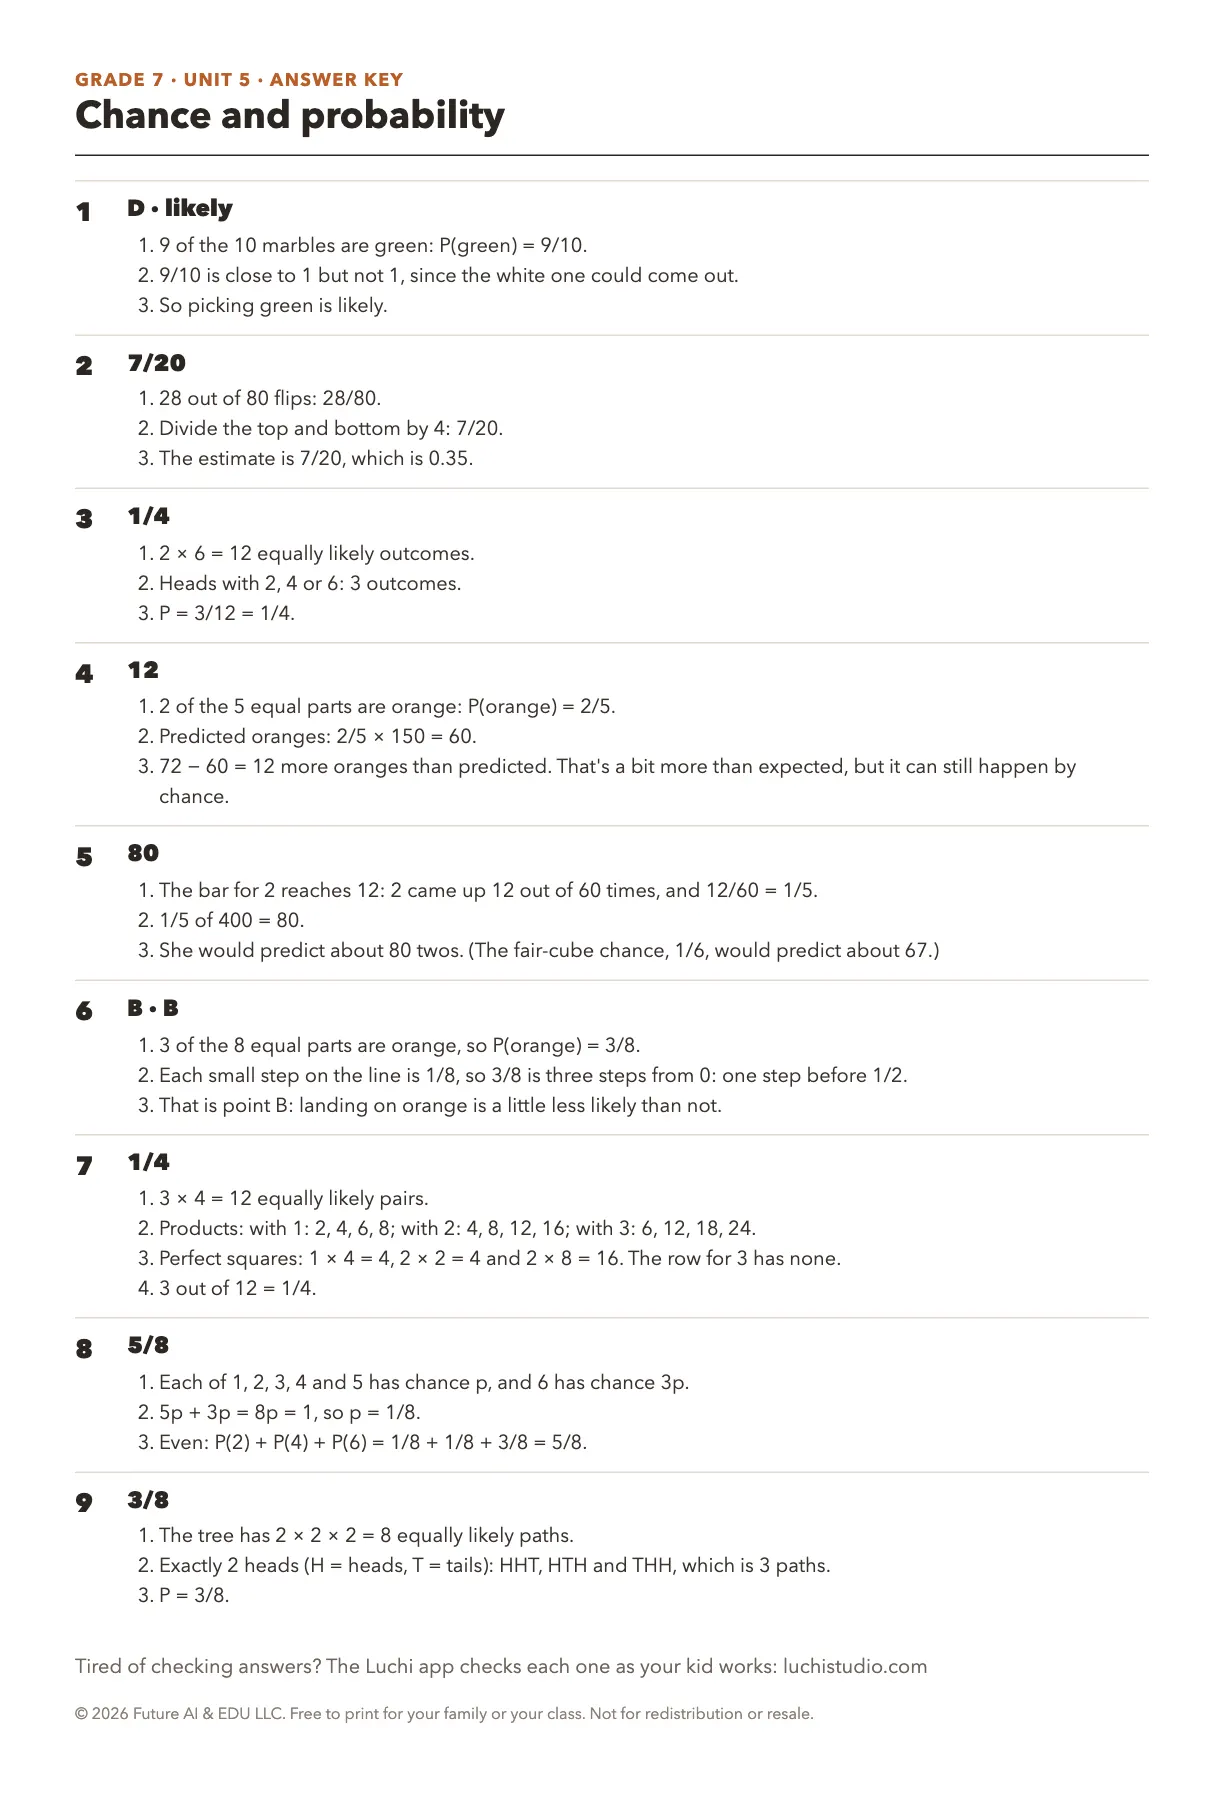 GRADE 7 · UNIT 5 · ANSWER KEY
Chance and probability
1 D · likely
1. 9 of the 10 marbles are green: P(green) = 9/10.
2. 9/10 is close to 1 but not 1, since the white one could come out.
3. So picking green is likely.
2 7/20
1. 28 out of 80 flips: 28/80.
2. Divide the top and bottom by 4: 7/20.
3. The estimate is 7/20, which is 0.35.
3 1/4
1. 2 × 6 = 12 equally likely outcomes.
2. Heads with 2, 4 or 6: 3 outcomes.
3. P = 3/12 = 1/4.
4 12
1. 2 of the 5 equal parts are orange: P(orange) = 2/5.
2. Predicted oranges: 2/5 × 150 = 60.
3. 72 − 60 = 12 more oranges than predicted. That's a bit more than expected, but it can still happen by
chance.
5 80
1. The bar for 2 reaches 12: 2 came up 12 out of 60 times, and 12/60 = 1/5.
2. 1/5 of 400 = 80.
3. She would predict about 80 twos. (The fair-cube chance, 1/6, would predict about 67.)
6 B · B
1. 3 of the 8 equal parts are orange, so P(orange) = 3/8.
2. Each small step on the line is 1/8, so 3/8 is three steps from 0: one step before 1/2.
3. That is point B: landing on orange is a little less likely than not.
7 1/4
1. 3 × 4 = 12 equally likely pairs.
2. Products: with 1: 2, 4, 6, 8; with 2: 4, 8, 12, 16; with 3: 6, 12, 18, 24.
3. Perfect squares: 1 × 4 = 4, 2 × 2 = 4 and 2 × 8 = 16. The row for 3 has none.
4. 3 out of 12 = 1/4.
8 5/8
1. Each of 1, 2, 3, 4 and 5 has chance p, and 6 has chance 3p.
2. 5p + 3p = 8p = 1, so p = 1/8.
3. Even: P(2) + P(4) + P(6) = 1/8 + 1/8 + 3/8 = 5/8.
9 3/8
1. The tree has 2 × 2 × 2 = 8 equally likely paths.
2. Exactly 2 heads (H = heads, T = tails): HHT, HTH and THH, which is 3 paths.
3. P = 3/8.
Tired of checking answers? The Luchi app checks each one as your kid works: luchistudio.com
© 2026 Future AI & EDU LLC. Free to print for your family or your class. Not for redistribution or resale.